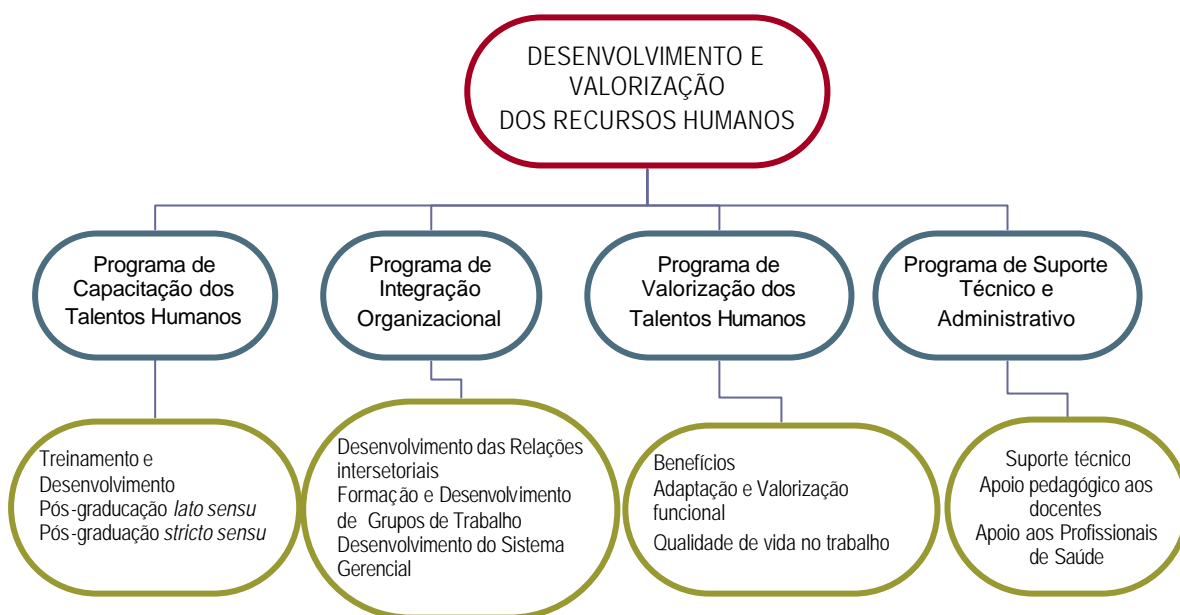 DESENVOLVIMENTO E
VALORIZAÇÃO
DOS RECURSOS HUMANOS
Programa de
Capacitação dos
Talentos Humanos
Programa de
Integração
Organizacional
Programa de
Valorização dos
Talentos Humanos
Programa de Suporte
Técnico e
Administrativo
Treinamento e
Desenvolvimento
Pós-graducação lato sensu
Pós-graduação stricto sensu
Desenvolvimento das Relações
intersetoriais
Formação e Desenvolvimento
de Grupos de Trabalho
Desenvolvimento do Sistema
Gerencial
Benefícios
Adaptação e Valorização
funcional
Qualidade de vida no trabalho
Suporte técnico
Apoio pedagógico aos
docentes
Apoio aos Profissionais
de Saúde